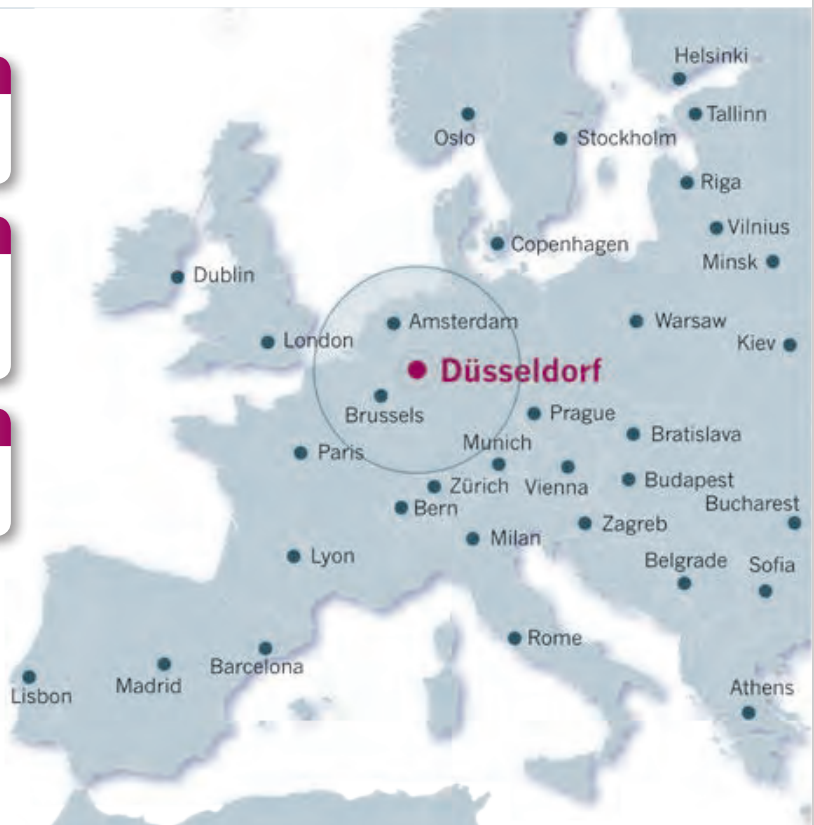 Helsinki
Tallinn
Oslo
Stockholm
Riga
Vilnius
Copenhagen
Minsk
Dublin
Amsterdam
Warsaw
London
Kiev
Düsseldorf
Brussels
Prague
Bratislava
Munich
Paris
Zürich
Vienna
Budapest
Bucharest
Bern
Zagreb
Milan
Lyon
Belgrade
Sofia
Rome
Barcelona
Madrid
Lisbon
Athens